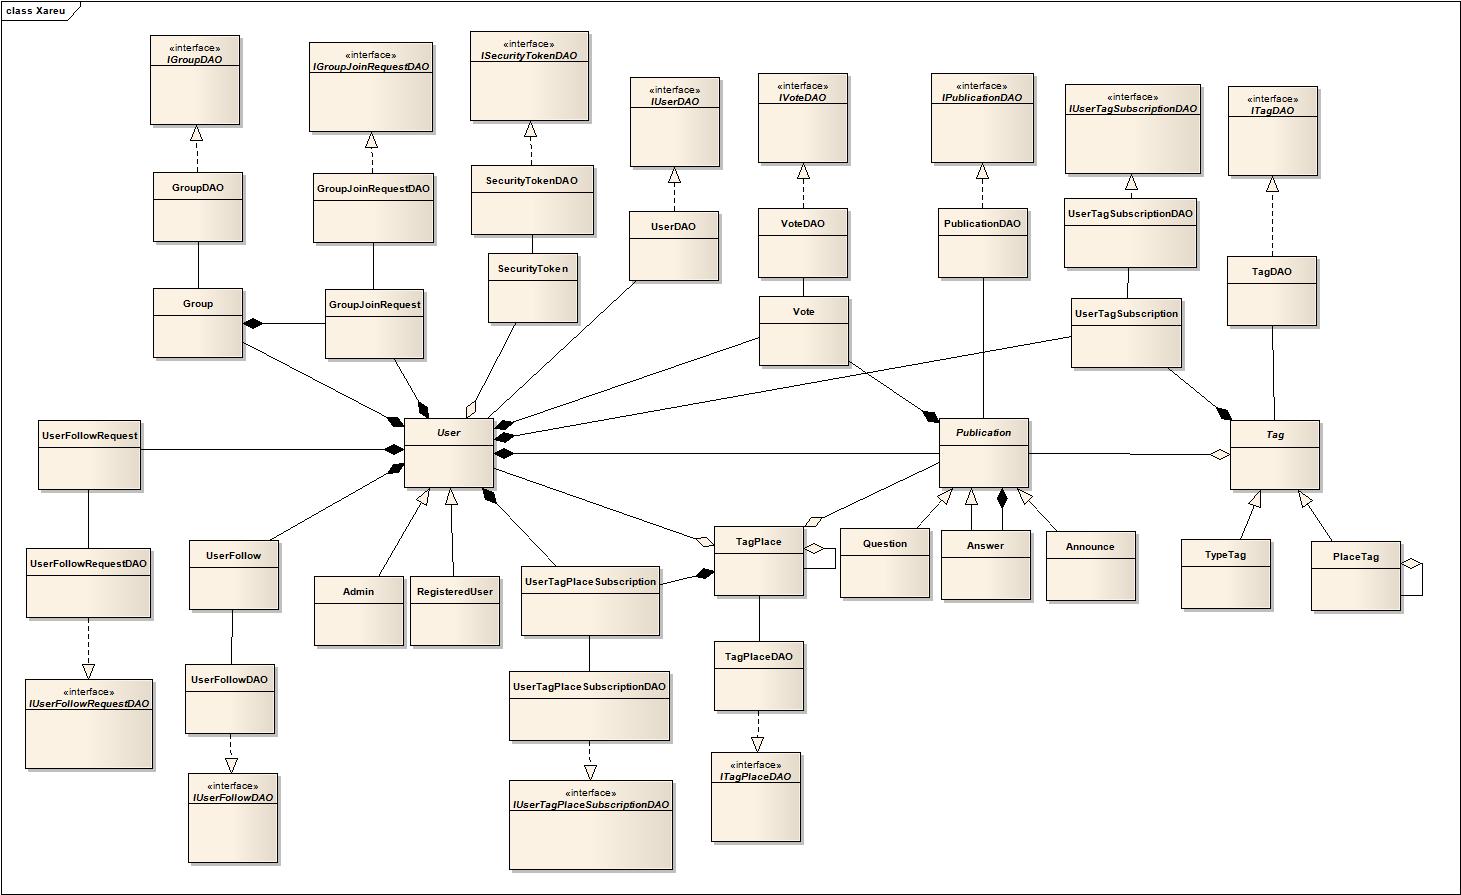 class Xareu
«interface»
IGroupDAO
«interface»
IGroupJoinRequestDAO
«interface»
ISecurityTokenDAO
«interface»
IUserDAO
«interface»
IVoteDAO
«interface»
IPublicationDAO
«interface»
IUserTagSubscriptionDAO
«interface»
ITagDAO
GroupDAO
GroupJoinRequestDAO
SecurityTokenDAO
UserDAO
VoteDAO
PublicationDAO
UserTagSubscriptionDAO
TagDAO
Group
GroupJoinRequest
SecurityToken
Vote
UserTagSubscription
UserFollowRequest
User
Publication
Tag
UserFollowRequestDAO
UserFollow
Admin
RegisteredUser
UserTagPlaceSubscription
TagPlace
Question
Answer
Announce
TypeTag
PlaceTag
«interface»
IUserFollowRequestDAO
UserFollowDAO
UserTagPlaceSubscriptionDAO
TagPlaceDAO
«interface»
IUserFollowDAO
«interface»
IUserTagPlaceSubscriptionDAO
«interface»
ITagPlaceDAO